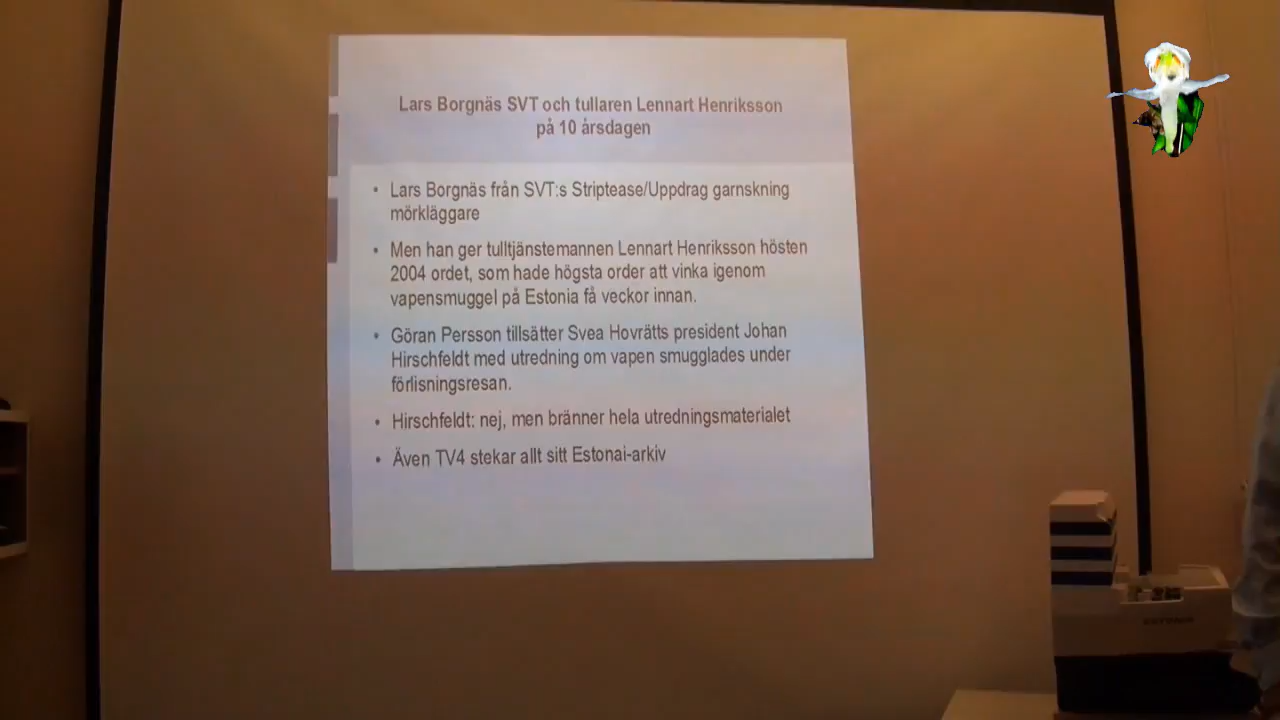 Lars Borgnäs SVT och tullaren Lennart Henriksson
på 10 årsdagen
• Lars Borgnäs från SVT:s Striptease/Uppdrag garnskning
mörkläggare
• Men han ger tulltjänstemannen Lennart Henriksson hösten
2004 ordet, som hade högsta order att vinka igenom
vapensmuggel på Estonia få veckor innan.
• Göran Persson tillsätter Svea Hovrätts president Johan
Hirschfeldt med utredning om vapen smugglades under
förlisningsresan.
• Hirschfeldt: nej, men bränner hela utredningsmaterialet
• Även TV4 stekar allt sitt Estonai-arkiv